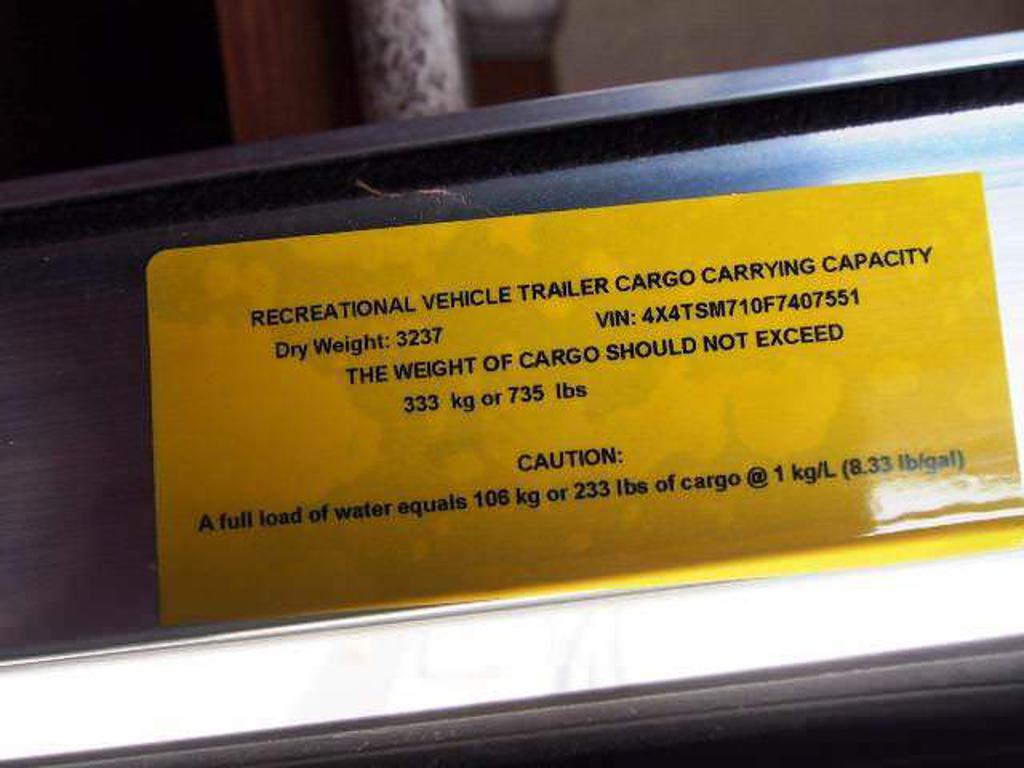 RECREATIONAL VEHICLE TRAILER CARGO CARRYING CAPACITY
Dry Weight: 3237 VIN: 4X4TSM710F7407551
THE WEIGHT OF CARGO SHOULD NOT EXCEED
333 kg or 735 lbs
CAUTION:
A full load of water equals 106 kg or 233 lbs of cargo @ 1 kg/L (8.33 lb/gal)